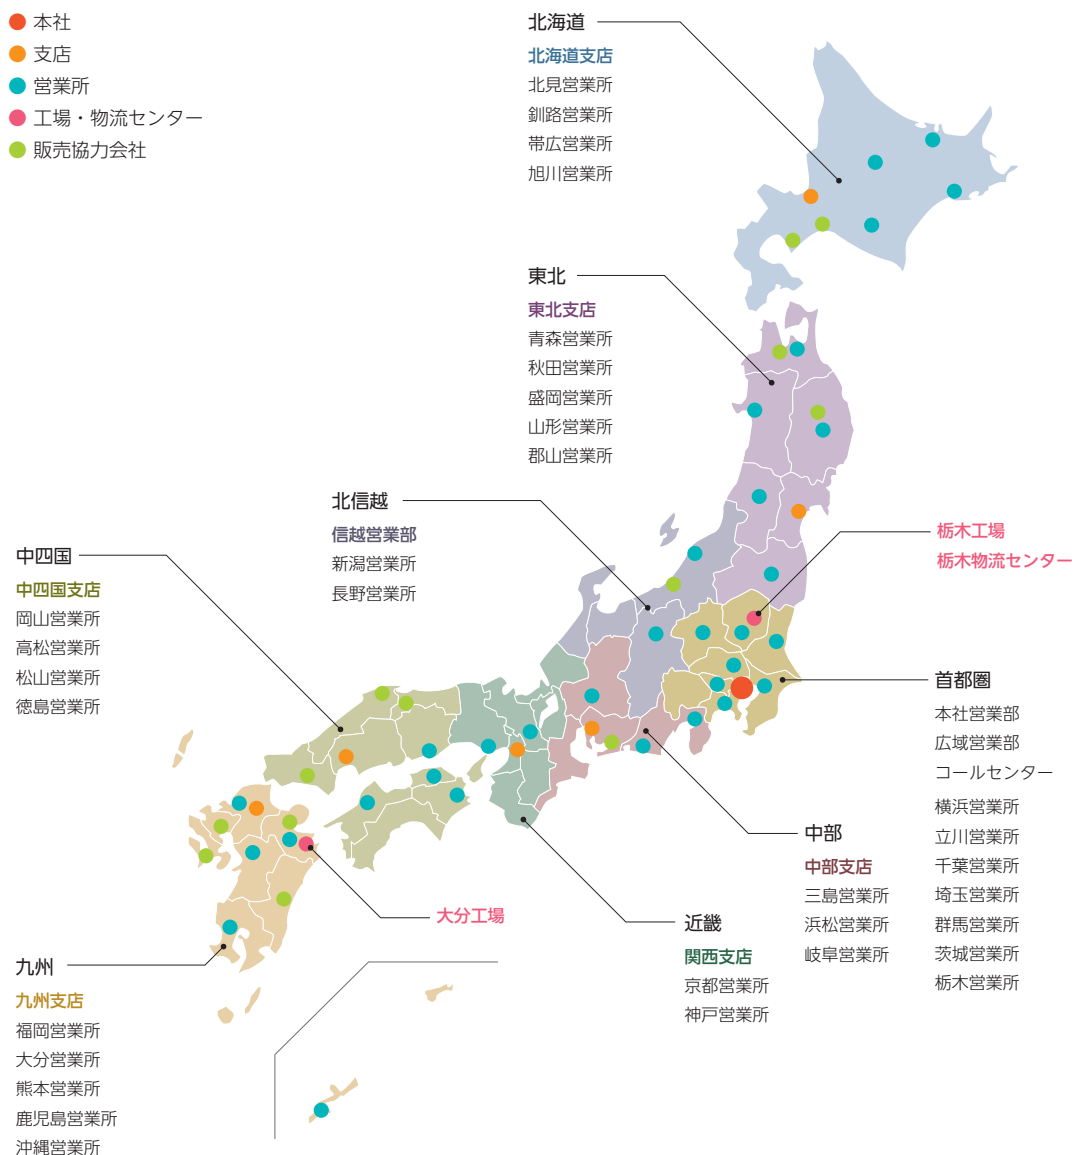 本社
支店
営業所
工場・物流センター
販売協力会社
北海道
北海道支店
北見営業所
釧路営業所
帯広営業所
旭川営業所
東北
東北支店
青森営業所
秋田営業所
盛岡営業所
山形営業所
郡山営業所
北信越
信越営業部
新潟営業所
長野営業所
栃木工場
栃木物流センター
中四国
中四国支店
岡山営業所
高松営業所
松山営業所
徳島営業所
首都圏
本社営業部
広域営業部
コールセンター
横浜営業所
立川営業所
千葉営業所
埼玉営業所
群馬営業所
茨城営業所
栃木営業所
中部
中部支店
三島営業所
浜松営業所
岐阜営業所
大分工場
近畿
関西支店
京都営業所
神戸営業所
九州
九州支店
福岡営業所
大分営業所
熊本営業所
鹿児島営業所
沖縄営業所